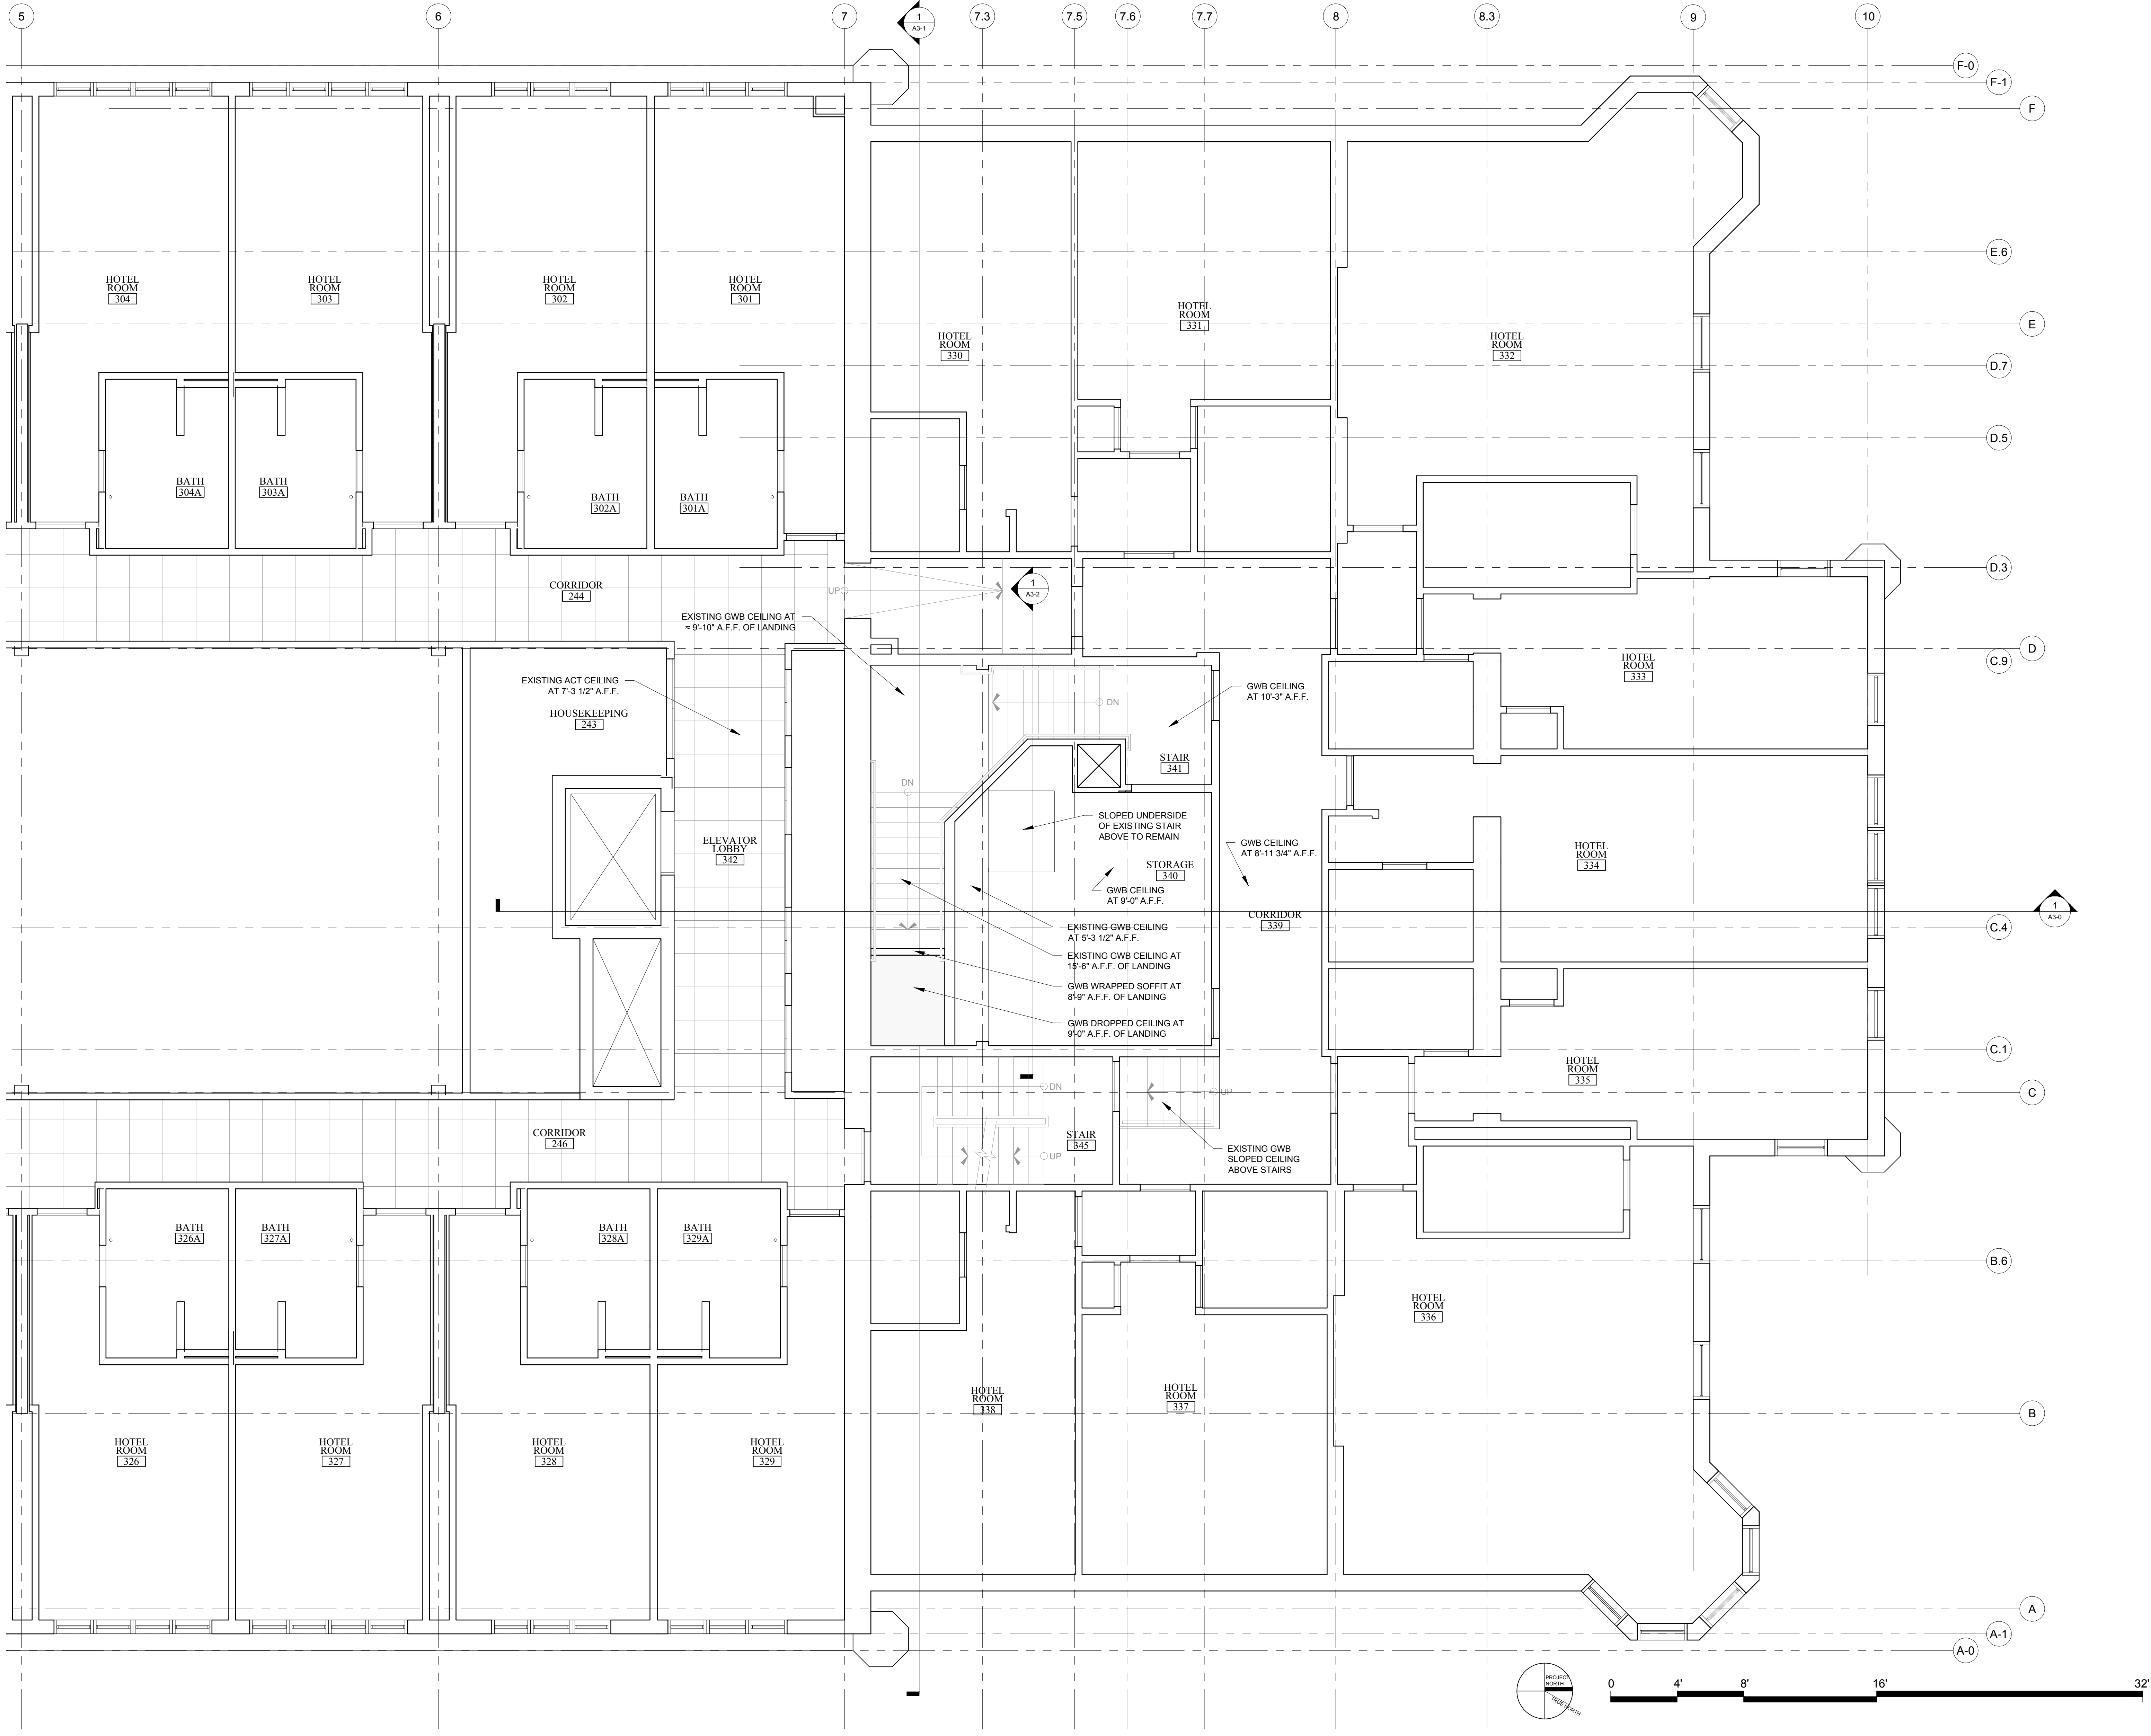 5
6
7
1
A3-1
7.3
7.5
7.6
7.7
8
8.3
9
10
F-0
F-1
F
E.6
E
D.7
D.5
D.3
D
C.9
C.4
C.1
C
B.6
B
A
A-1
A-0
HOTEL
ROOM
304
HOTEL
ROOM
303
HOTEL
ROOM
302
HOTEL
ROOM
301
HOTEL
ROOM
330
HOTEL
ROOM
331
HOTEL
ROOM
332
BATH
304A
BATH
303A
BATH
302A
BATH
301A
CORRIDOR
244
UP
1
A3-2
EXISTING GWB CEILING AT
≈ 9'-10" A.F.F. OF LANDING
EXISTING ACT CEILING
AT 7'-3 1/2" A.F.F.
HOUSEKEEPING
243
DN
GWB CEILING
AT 10'-3" A.F.F.
STAIR
341
HOTEL
ROOM
333
DN
SLOPED UNDERSIDE
OF EXISTING STAIR
ABOVE TO REMAIN
ELEVATOR
LOBBY
342
GWB CEILING
AT 8'-11 3/4" A.F.F.
STORAGE
340
GWB CEILING
AT 9'-0" A.F.F.
HOTEL
ROOM
334
CORRIDOR
339
1
A3-0
EXISTING GWB CEILING
AT 5'-3 1/2" A.F.F.
EXISTING GWB CEILING AT
15'-6" A.F.F. OF LANDING
GWB WRAPPED SOFFIT AT
8'-9" A.F.F. OF LANDING
GWB DROPPED CEILING AT
9'-0" A.F.F. OF LANDING
HOTEL
ROOM
335
DN
UP
CORRIDOR
246
STAIR
345
UP
EXISTING GWB
SLOPED CEILING
ABOVE STAIRS
BATH
326A
BATH
327A
BATH
328A
BATH
329A
HOTEL
ROOM
336
HOTEL
ROOM
338
HOTEL
ROOM
337
HOTEL
ROOM
326
HOTEL
ROOM
327
HOTEL
ROOM
328
HOTEL
ROOM
329
PROJECT
NORTH
TRUE NORTH
0
4'
8'
16'
32'